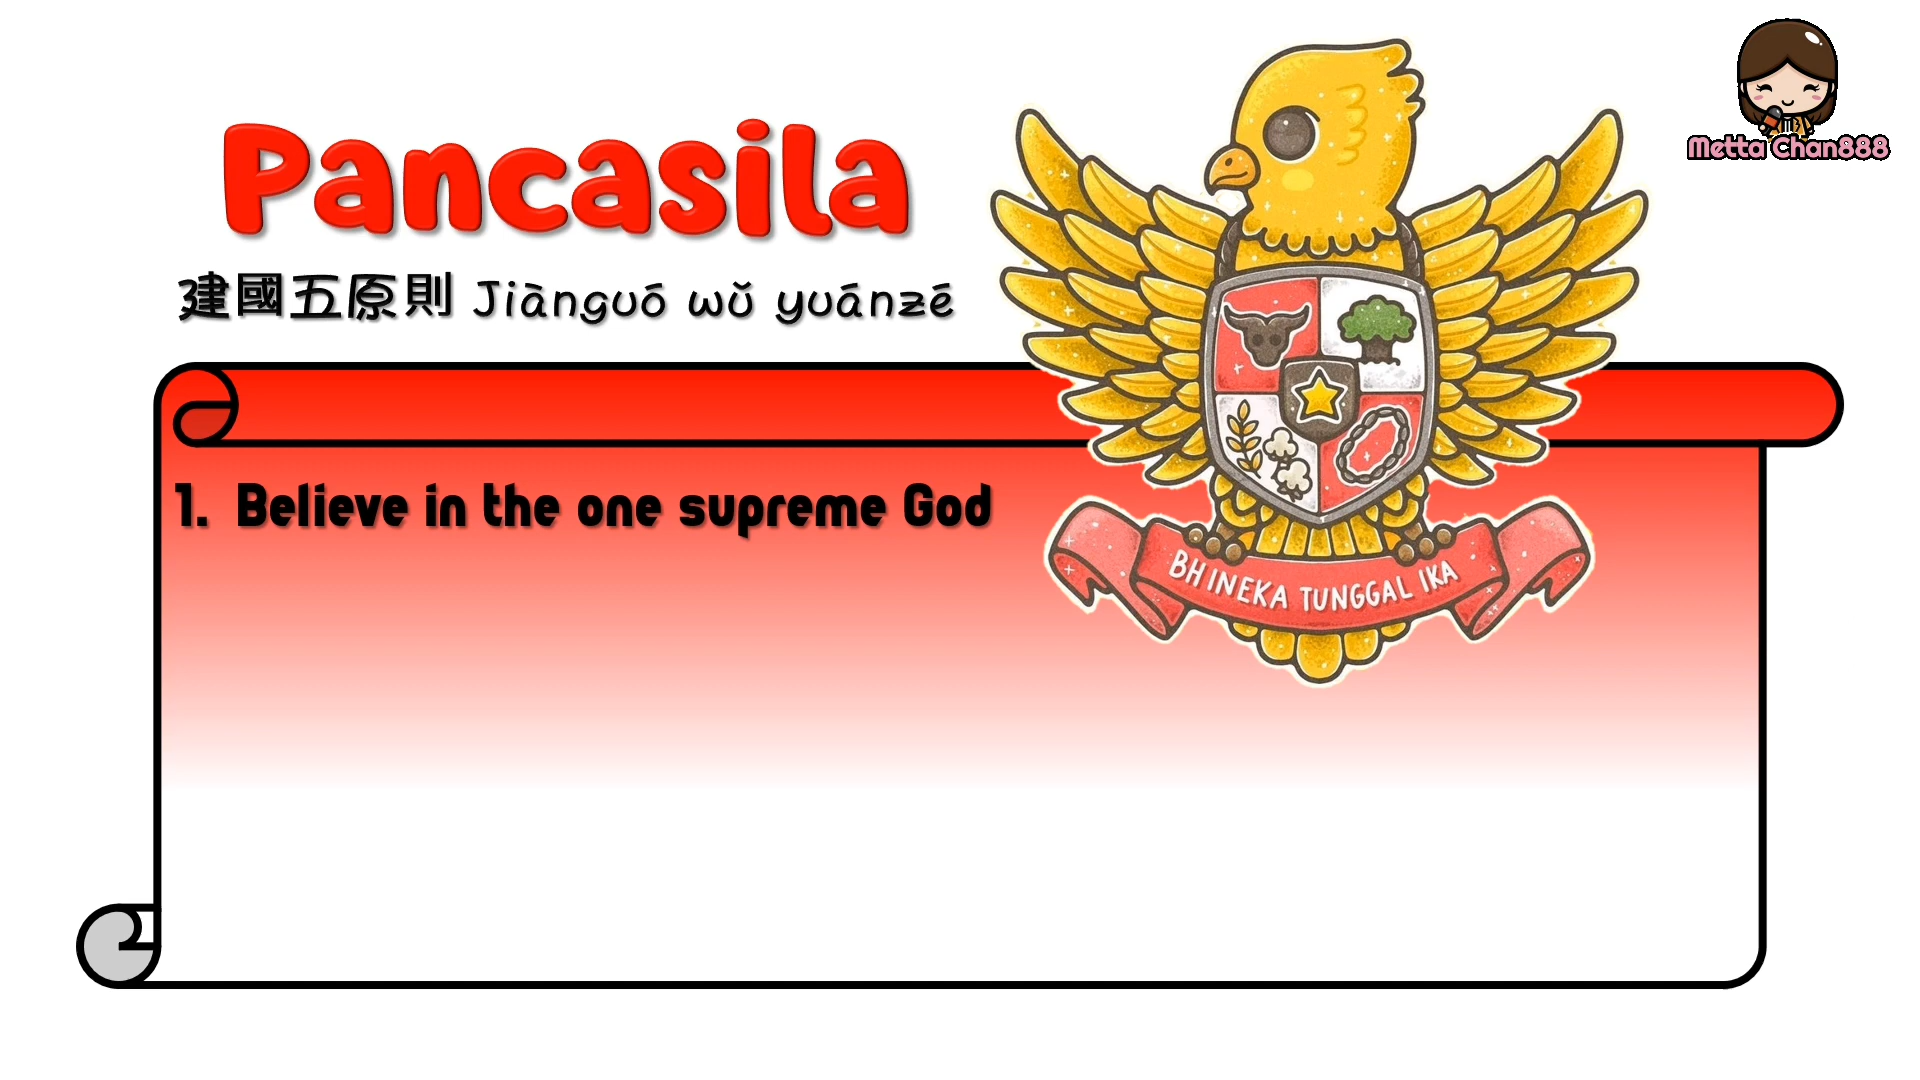 Metta Chan888
Pancasila
建國五原則 Jiànguó wǔ yuánzé
1. Believe in the one supreme God
BHINEKA TUNGGAL IKA